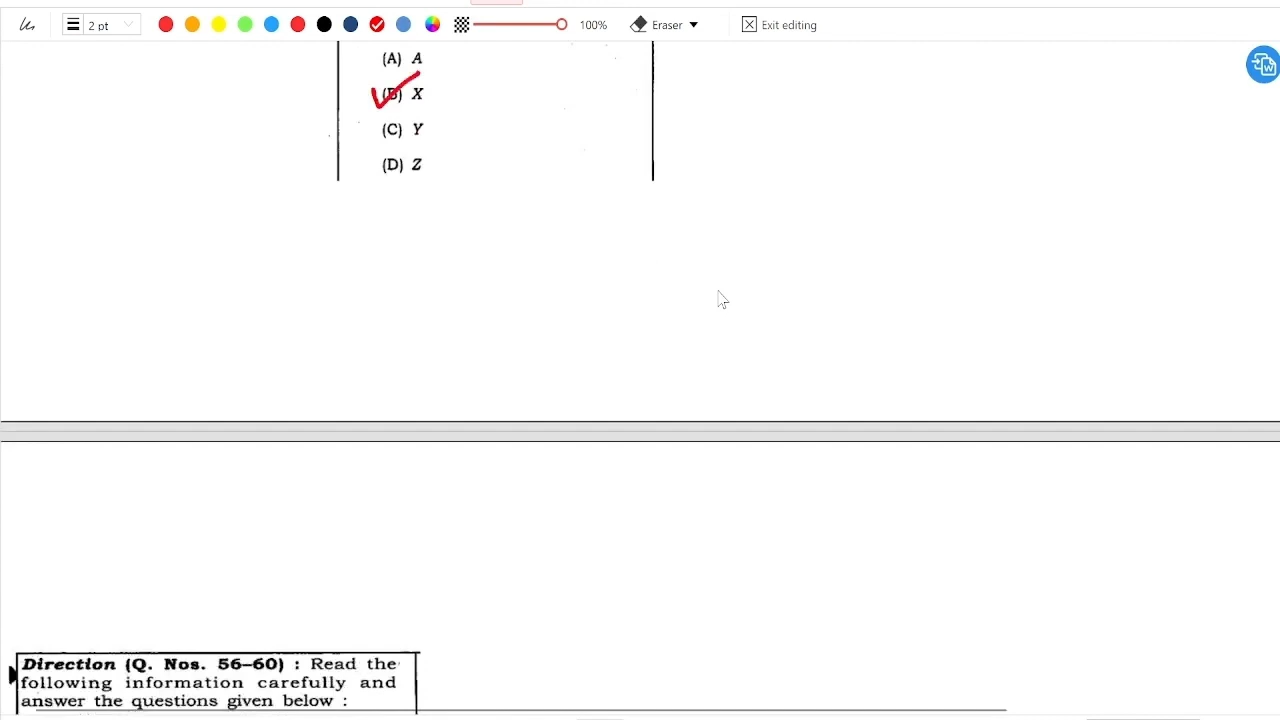 2 pt
100%
Eraser
Exit editing
(A) A
(B) X
(C) Y
(D) Z
Direction (Q. Nos. 56–60) : Read the
following information carefully and
answer the questions given below :